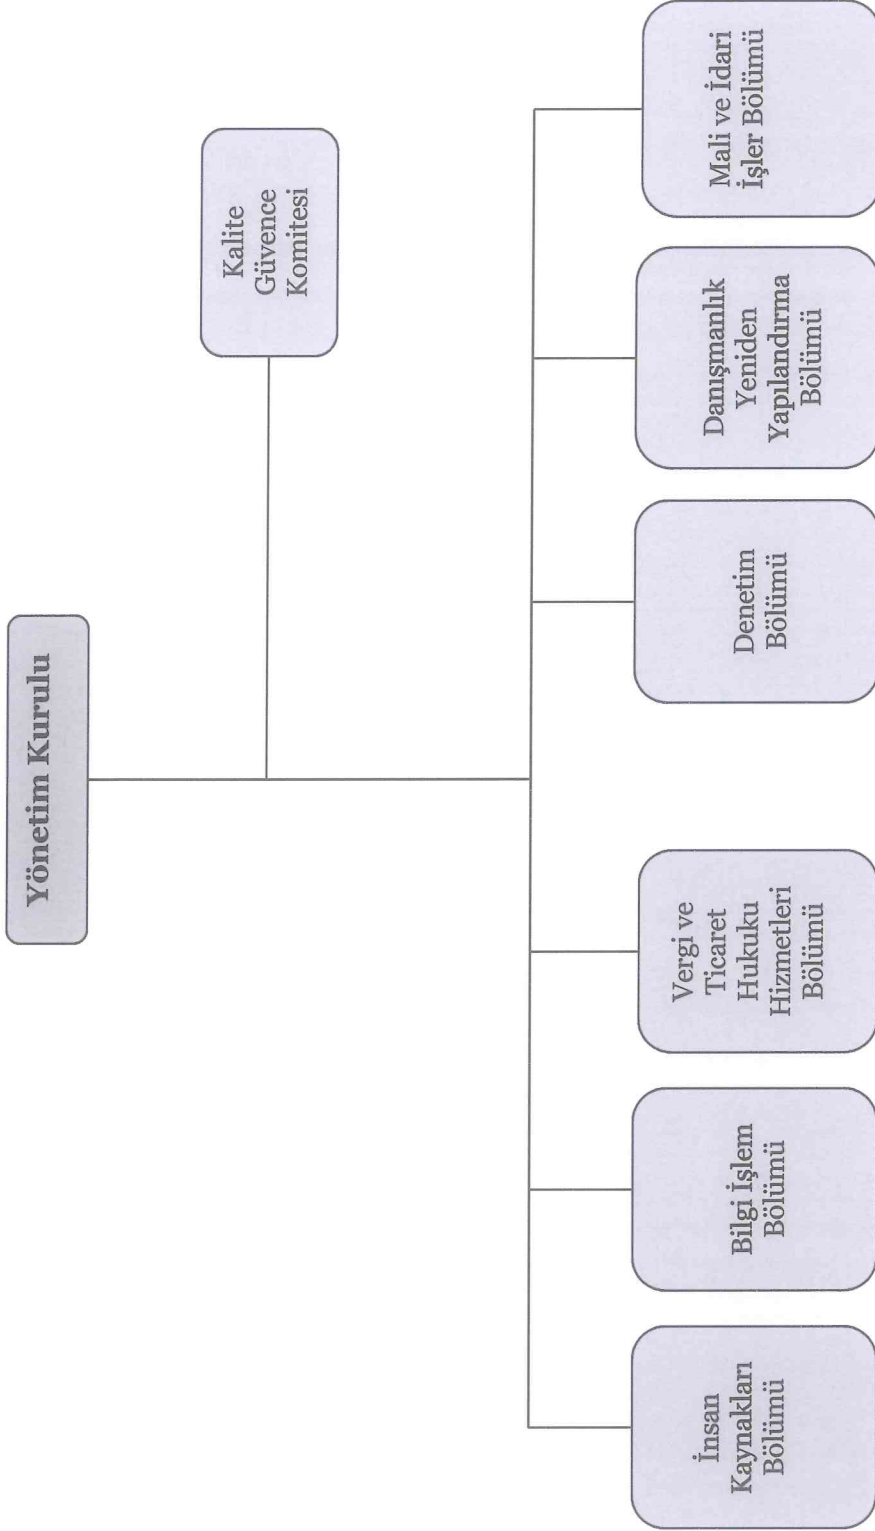 Yönetim Kurulu
Kalite
Güvence
Komitesi
İnsan
Kaynakları
Bölümü
Bilgi İşlem
Bölümü
Vergi ve
Ticaret
Hukuku
Hizmetleri
Bölümü
Denetim
Bölümü
Danışmanlık
Yeniden
Yapılandırma
Bölümü
Mali ve İdari
İşler Bölümü